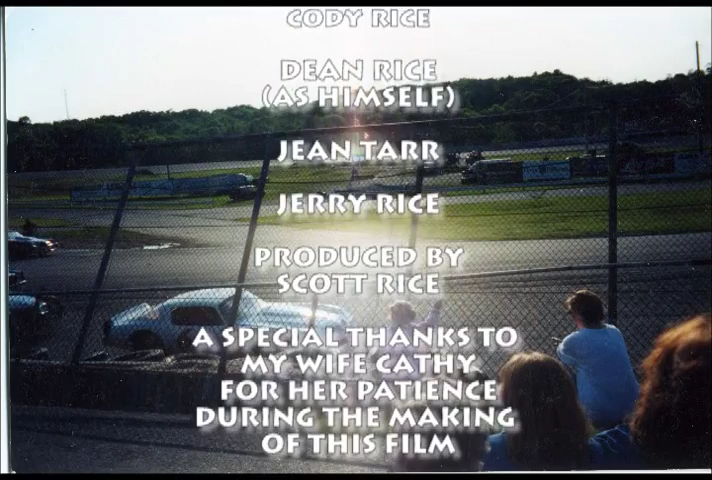 CODY RICE
DEAN RICE
(AS HIMSELF)
JEAN TARR
JERRY RICE
PRODUCED BY
SCOTT RICE
A SPECIAL THANKS TO
MY WIFE CATHY
FOR HER PATIENCE
DURING THE MAKING
OF THIS FILM